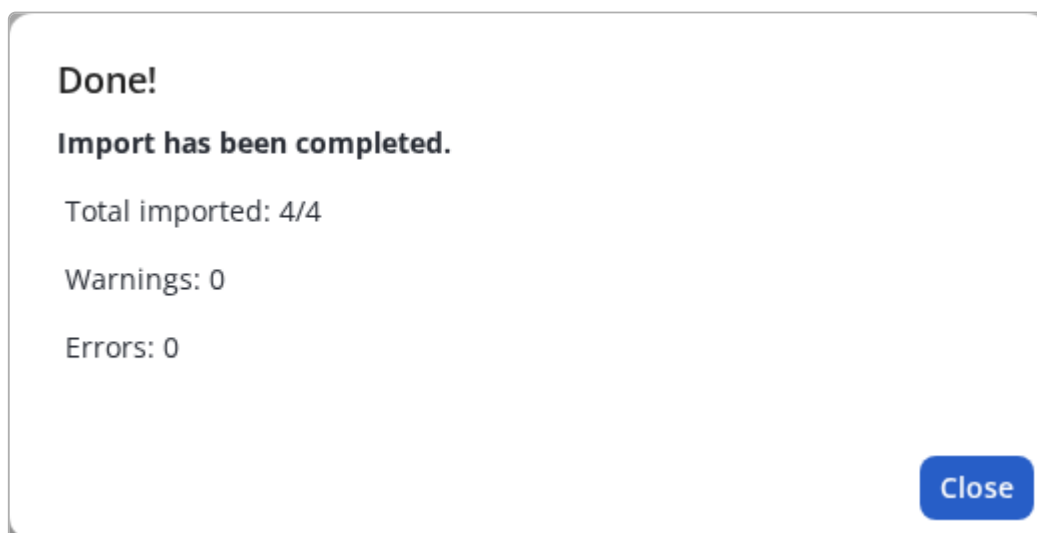 Done!
Import has been completed.
Total imported: 4/4
Warnings: 0
Errors: 0
Close